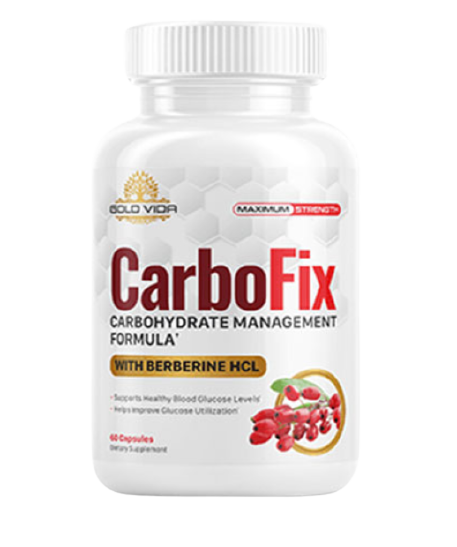 GOLD VIDA
MAXIMUM STRENGTH
CarboFix
CARBOHYDRATE MANAGEMENT
FORMULA†
WITH BERBERINE HCL
- Supports Healthy Blood Glucose Levels†
- Helps Improve Glucose Utilization†
60 Capsules
Dietary Supplement